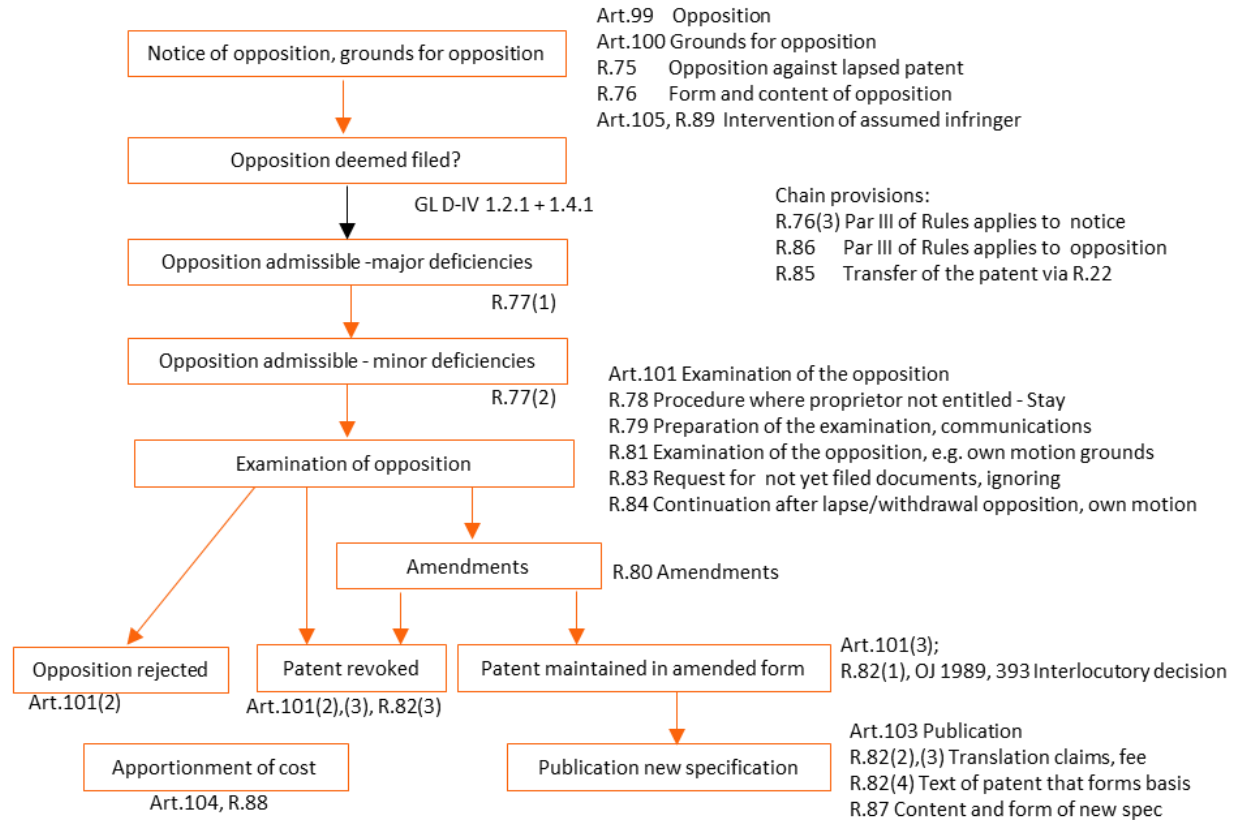 Art.99 Opposition
Notice of opposition, grounds for opposition
Art.100 Grounds for opposition
R.75 Opposition against lapsed patent
R.76 Form and content of opposition
Art.105, R.89 Intervention of assumed infringer
Opposition deemed filed?
GL D-IV 1.2.1 + 1.4.1
Chain provisions:
R.76(3) Par III of Rules applies to notice
R.86 Par III of Rules applies to opposition
R.85 Transfer of the patent via R.22
Opposition admissible -major deficiencies
R.77(1)
Opposition admissible - minor deficiencies
R.77(2)
Art.101 Examination of the opposition
R.78 Procedure where proprietor not entitled - Stay
R.79 Preparation of the examination, communications
R.81 Examination of the opposition, e.g. own motion grounds
R.83 Request for not yet filed documents, ignoring
R.84 Continuation after lapse/withdrawal opposition, own motion
Examination of opposition
Amendments
R.80 Amendments
Opposition rejected
Art.101(2)
Patent revoked
Art.101(2),(3), R.82(3)
Patent maintained in amended form
Art.101(3);
R.82(1), OJ 1989, 393 Interlocutory decision
Apportionment of cost
Art.104, R.88
Publication new specification
Art.103 Publication
R.82(2),(3) Translation claims, fee
R.82(4) Text of patent that forms basis
R.87 Content and form of new spec